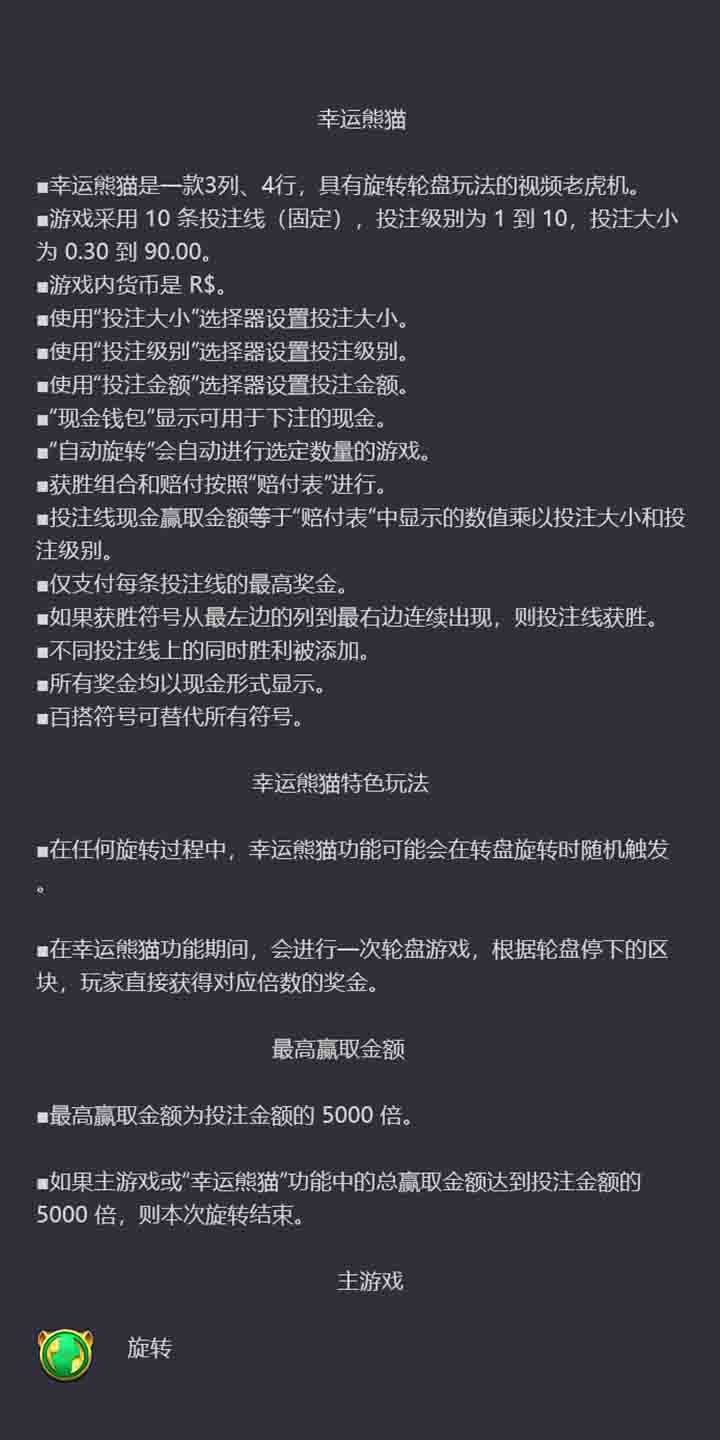 幸运熊猫
■幸运熊猫是一款3列、4行，具有旋转轮盘玩法的视频老虎机。
■游戏采用 10 条投注线（固定），投注级别为 1 到 10，投注大小
为 0.30 到 90.00。
■游戏内货币是 R$。
■使用“投注大小”选择器设置投注大小。
■使用“投注级别”选择器设置投注级别。
■使用“投注金额”选择器设置投注金额。
■“现金钱包”显示可用于下注的现金。
■“自动旋转”会自动进行选定数量的游戏。
■获胜组合和赔付按照“赔付表”进行。
■投注线现金赢取金额等于“赔付表”中显示的数值乘以投注大小和投
注级别。
■仅支付每条投注线的最高奖金。
■如果获胜符号从最左边的列到最右边连续出现，则投注线获胜。
■不同投注线上的同时胜利被添加。
■所有奖金均以现金形式显示。
■百搭符号可替代所有符号。
幸运熊猫特色玩法
■在任何旋转过程中，幸运熊猫功能可能会在转盘旋转时随机触发
。
■在幸运熊猫功能期间，会进行一次轮盘游戏，根据轮盘停下的区
块，玩家直接获得对应倍数的奖金。
最高赢取金额
■最高赢取金额为投注金额的 5000 倍。
■如果主游戏或“幸运熊猫”功能中的总赢取金额达到投注金额的
5000 倍，则本次旋转结束。
主游戏
旋转